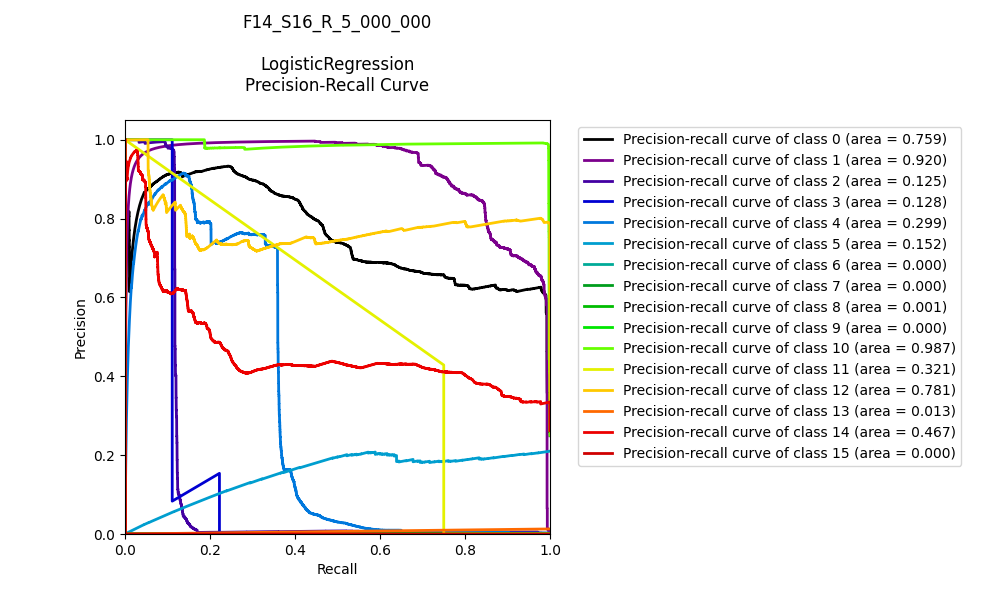 F14_S16_R_5_000_000
LogisticRegression
Precision-Recall Curve
1.0
0.8
0.6
0.4
0.2
0.0
Precision
0.0 0.2 0.4 0.6 0.8 1.0
Recall
Precision-recall curve of class 0 (area = 0.759)
Precision-recall curve of class 1 (area = 0.920)
Precision-recall curve of class 2 (area = 0.125)
Precision-recall curve of class 3 (area = 0.128)
Precision-recall curve of class 4 (area = 0.299)
Precision-recall curve of class 5 (area = 0.152)
Precision-recall curve of class 6 (area = 0.000)
Precision-recall curve of class 7 (area = 0.000)
Precision-recall curve of class 8 (area = 0.001)
Precision-recall curve of class 9 (area = 0.000)
Precision-recall curve of class 10 (area = 0.987)
Precision-recall curve of class 11 (area = 0.321)
Precision-recall curve of class 12 (area = 0.781)
Precision-recall curve of class 13 (area = 0.013)
Precision-recall curve of class 14 (area = 0.467)
Precision-recall curve of class 15 (area = 0.000)